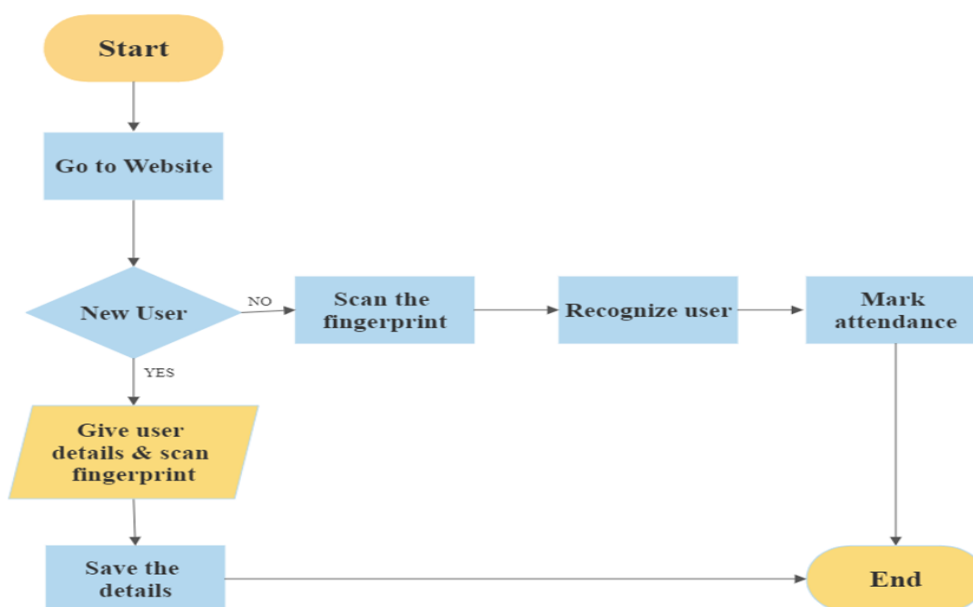 Start
Go to Website
New User
NO
Scan the
fingerprint
Recognize user
Mark
attendance
YES
Give user
details & scan
fingerprint
Save the
details
End